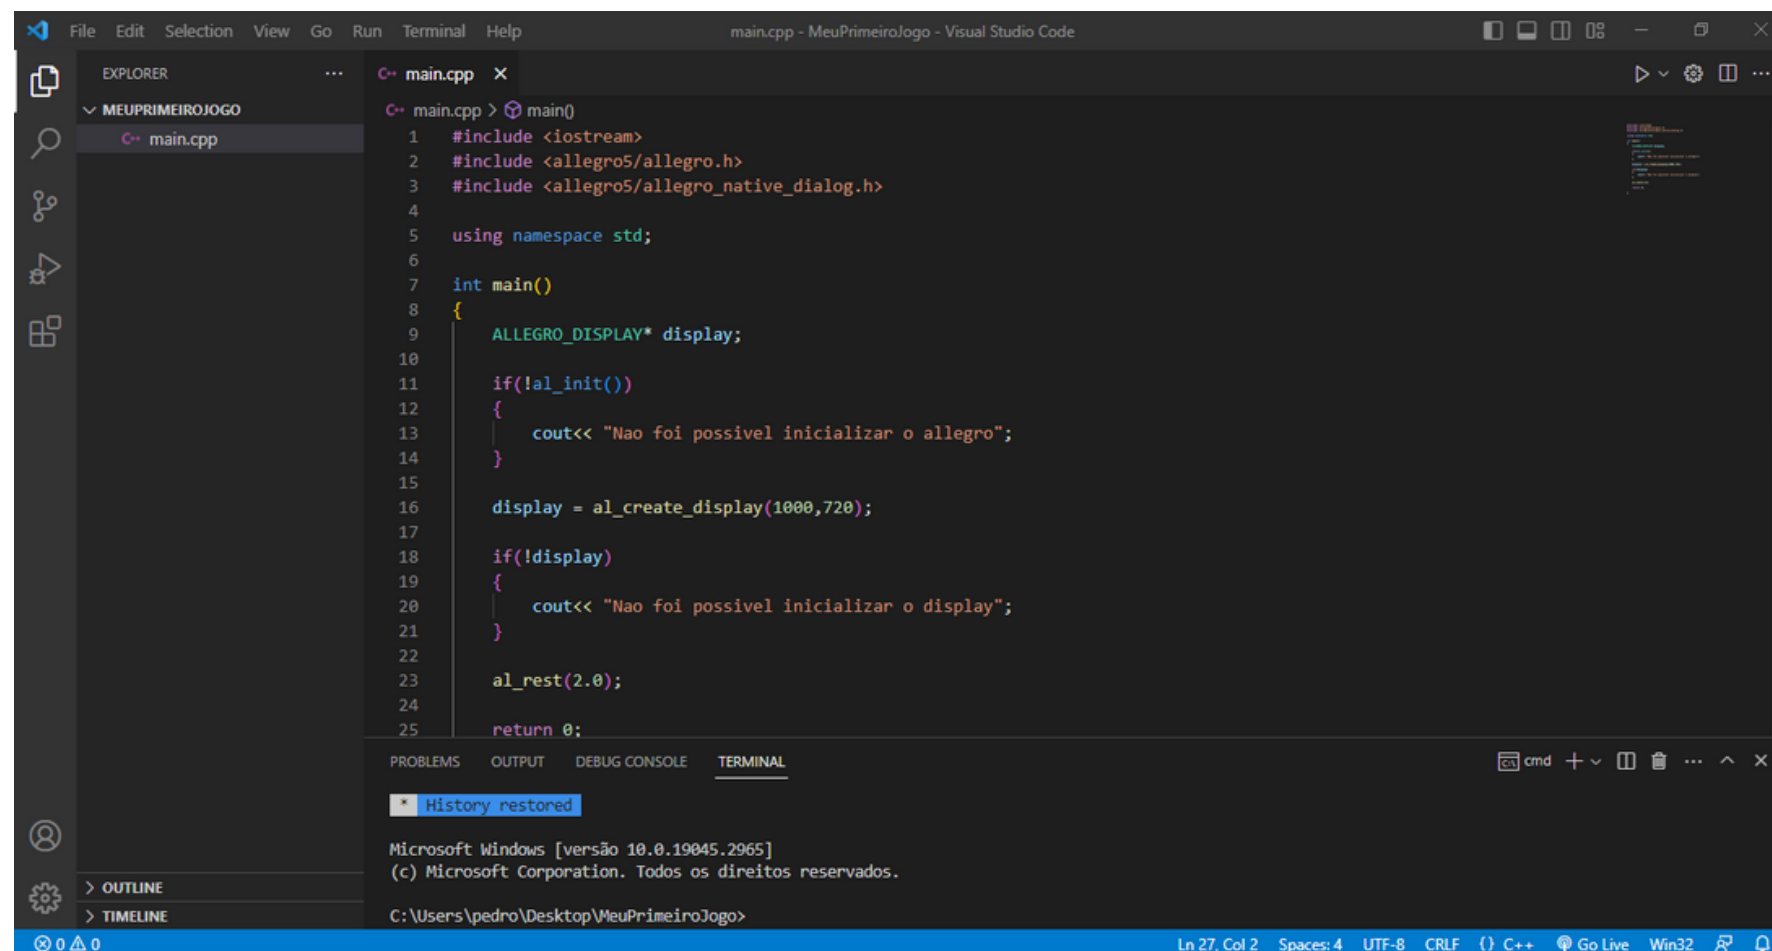 File Edit Selection View Go Run Terminal Help main.cpp - MeuPrimeiroJogo - Visual Studio Code
EXPLORER ···
MEUPRIMEIROJOGO
C++ main.cpp
OUTLINE
TIMELINE
C++ main.cpp
C++ main.cpp > main()
1 #include <iostream>
2 #include <allegro5/allegro.h>
3 #include <allegro5/allegro_native_dialog.h>
4
5 using namespace std;
6
7 int main()
8 {
9     ALLEGRO_DISPLAY* display;
10
11     if(!al_init())
12     {
13         cout<< "Nao foi possivel inicializar o allegro";
14     }
15
16     display = al_create_display(1000,720);
17
18     if(!display)
19     {
20         cout<< "Nao foi possivel inicializar o display";
21     }
22
23     al_rest(2.0);
24
25     return 0;
PROBLEMS OUTPUT DEBUG CONSOLE TERMINAL cmd
* History restored
Microsoft Windows [versão 10.0.19045.2965]
(c) Microsoft Corporation. Todos os direitos reservados.
C:\Users\pedro\Desktop\MeuPrimeiroJogo>
0 0 Ln 27, Col 2 Spaces: 4 UTF-8 CRLF {} C++ Go Live Win32